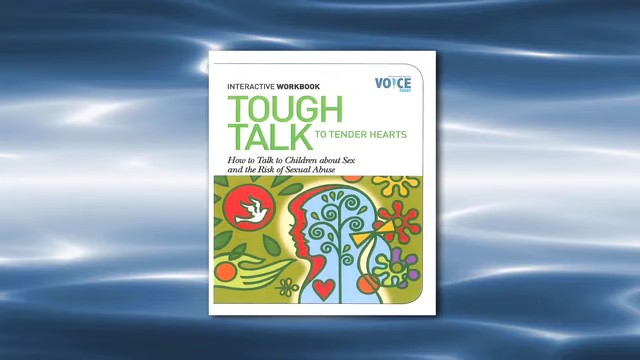 INTERACTIVE WORKBOOK
VOICE
TODAY
TOUGH
TALK TO TENDER HEARTS
How to Talk to Children about Sex
and the Risk of Sexual Abuse